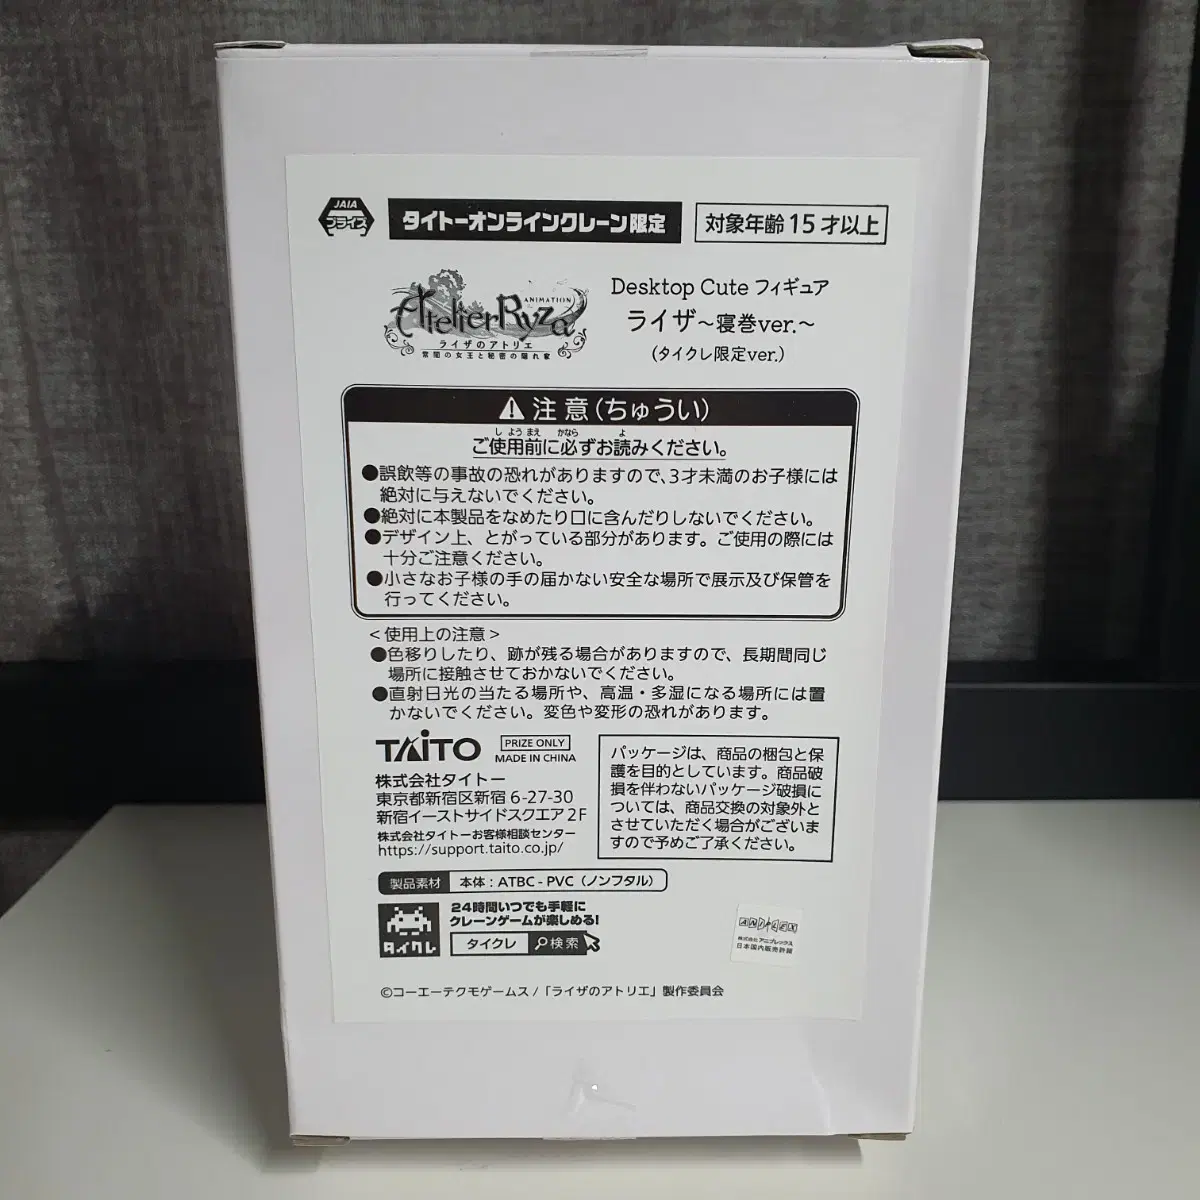 JAIA
プライズ
タイトーオンラインクレーン限定
対象年齢15才以上
ANIMATION
Atelier Ryza
ライザのアトリエ
常闇の女王と秘密の隠れ家
Desktop Cute フィギュア
ライザ～寝巻ver.～
(タイクレ限定ver.)
注意(ちゅうい)
しようまえ かなら よ
ご使用前に必ずお読みください。
●誤飲等の事故の恐れがありますので、3才未満のお子様には
絶対に与えないでください。
●絶対に本製品をなめたり口に含んだりしないでください。
●デザイン上、とがっている部分があります。ご使用の際には
十分ご注意ください。
●小さなお子様の手の届かない安全な場所で展示及び保管を
行ってください。
<使用上の注意>
●色移りしたり、跡が残る場合がありますので、長期間同じ
場所に接触させておかないでください。
●直射日光の当たる場所や、高温・多湿になる場所には置
かないでください。変色や変形の恐れがあります。
TAITO
PRIZE ONLY
MADE IN CHINA
株式会社タイトー
東京都新宿区新宿 6-27-30
新宿イーストサイドスクエア 2F
株式会社タイトーお客様相談センター
https://support.taito.co.jp/
パッケージは、商品の梱包と保
護を目的としています。商品破
損を伴わないパッケージ破損に
ついては、商品交換の対象外と
させていただく場合がございま
すので予めご了承ください。
製品素材 本体：ATBC - PVC（ノンフタル）
タイクレ
24時間いつでも手軽に
クレーンゲームが楽しめる!
タイクレ 検索
ANIPLEX
株式会社アニプレックス
日本国内販売許諾
©コーエーテクモゲームス /「ライザのアトリエ」製作委員会